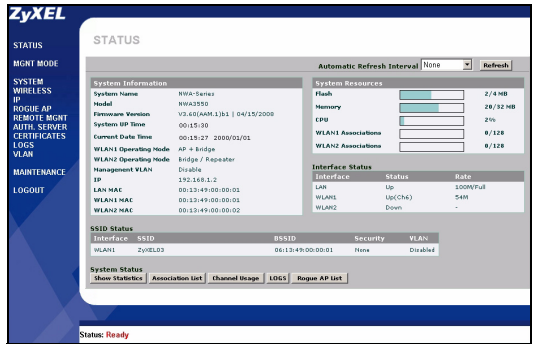 ZyXEL
STATUS
MGNT MODE
SYSTEM
WIRELESS
IP
ROGUE AP
REMOTE MGNT
AUTH. SERVER
CERTIFICATES
LOGS
VLAN
MAINTENANCE
LOGOUT
STATUS
Automatic Refresh Interval None Refresh
System Information
System Name NWA-Series
Model NWA3550
Firmware Version V3.60(AAM.1)b1 | 04/15/2008
System UP Time 00:15:30
Current Date Time 00:15:27 2000/01/01
WLAN1 Operating Mode AP + Bridge
WLAN2 Operating Mode Bridge / Repeater
Management VLAN Disable
IP 192.168.1.2
LAN MAC 00:13:49:00:00:01
WLAN1 MAC 00:13:49:00:00:01
WLAN2 MAC 00:13:49:00:00:02
System Resources
Flash 2/4 MB
Memory 20/32 MB
CPU 2%
WLAN1 Associations 0/128
WLAN2 Associations 0/128
Interface Status
Interface Status Rate
LAN Up 100M/Full
WLAN1 Up(Ch6) 54M
WLAN2 Down -
SSID Status
Interface SSID BSSID Security VLAN
WLAN1 ZyXEL03 06:13:49:00:00:01 None Disabled
System Status
Show Statistics Association List Channel Usage LOGS Rogue AP List
Status: Ready